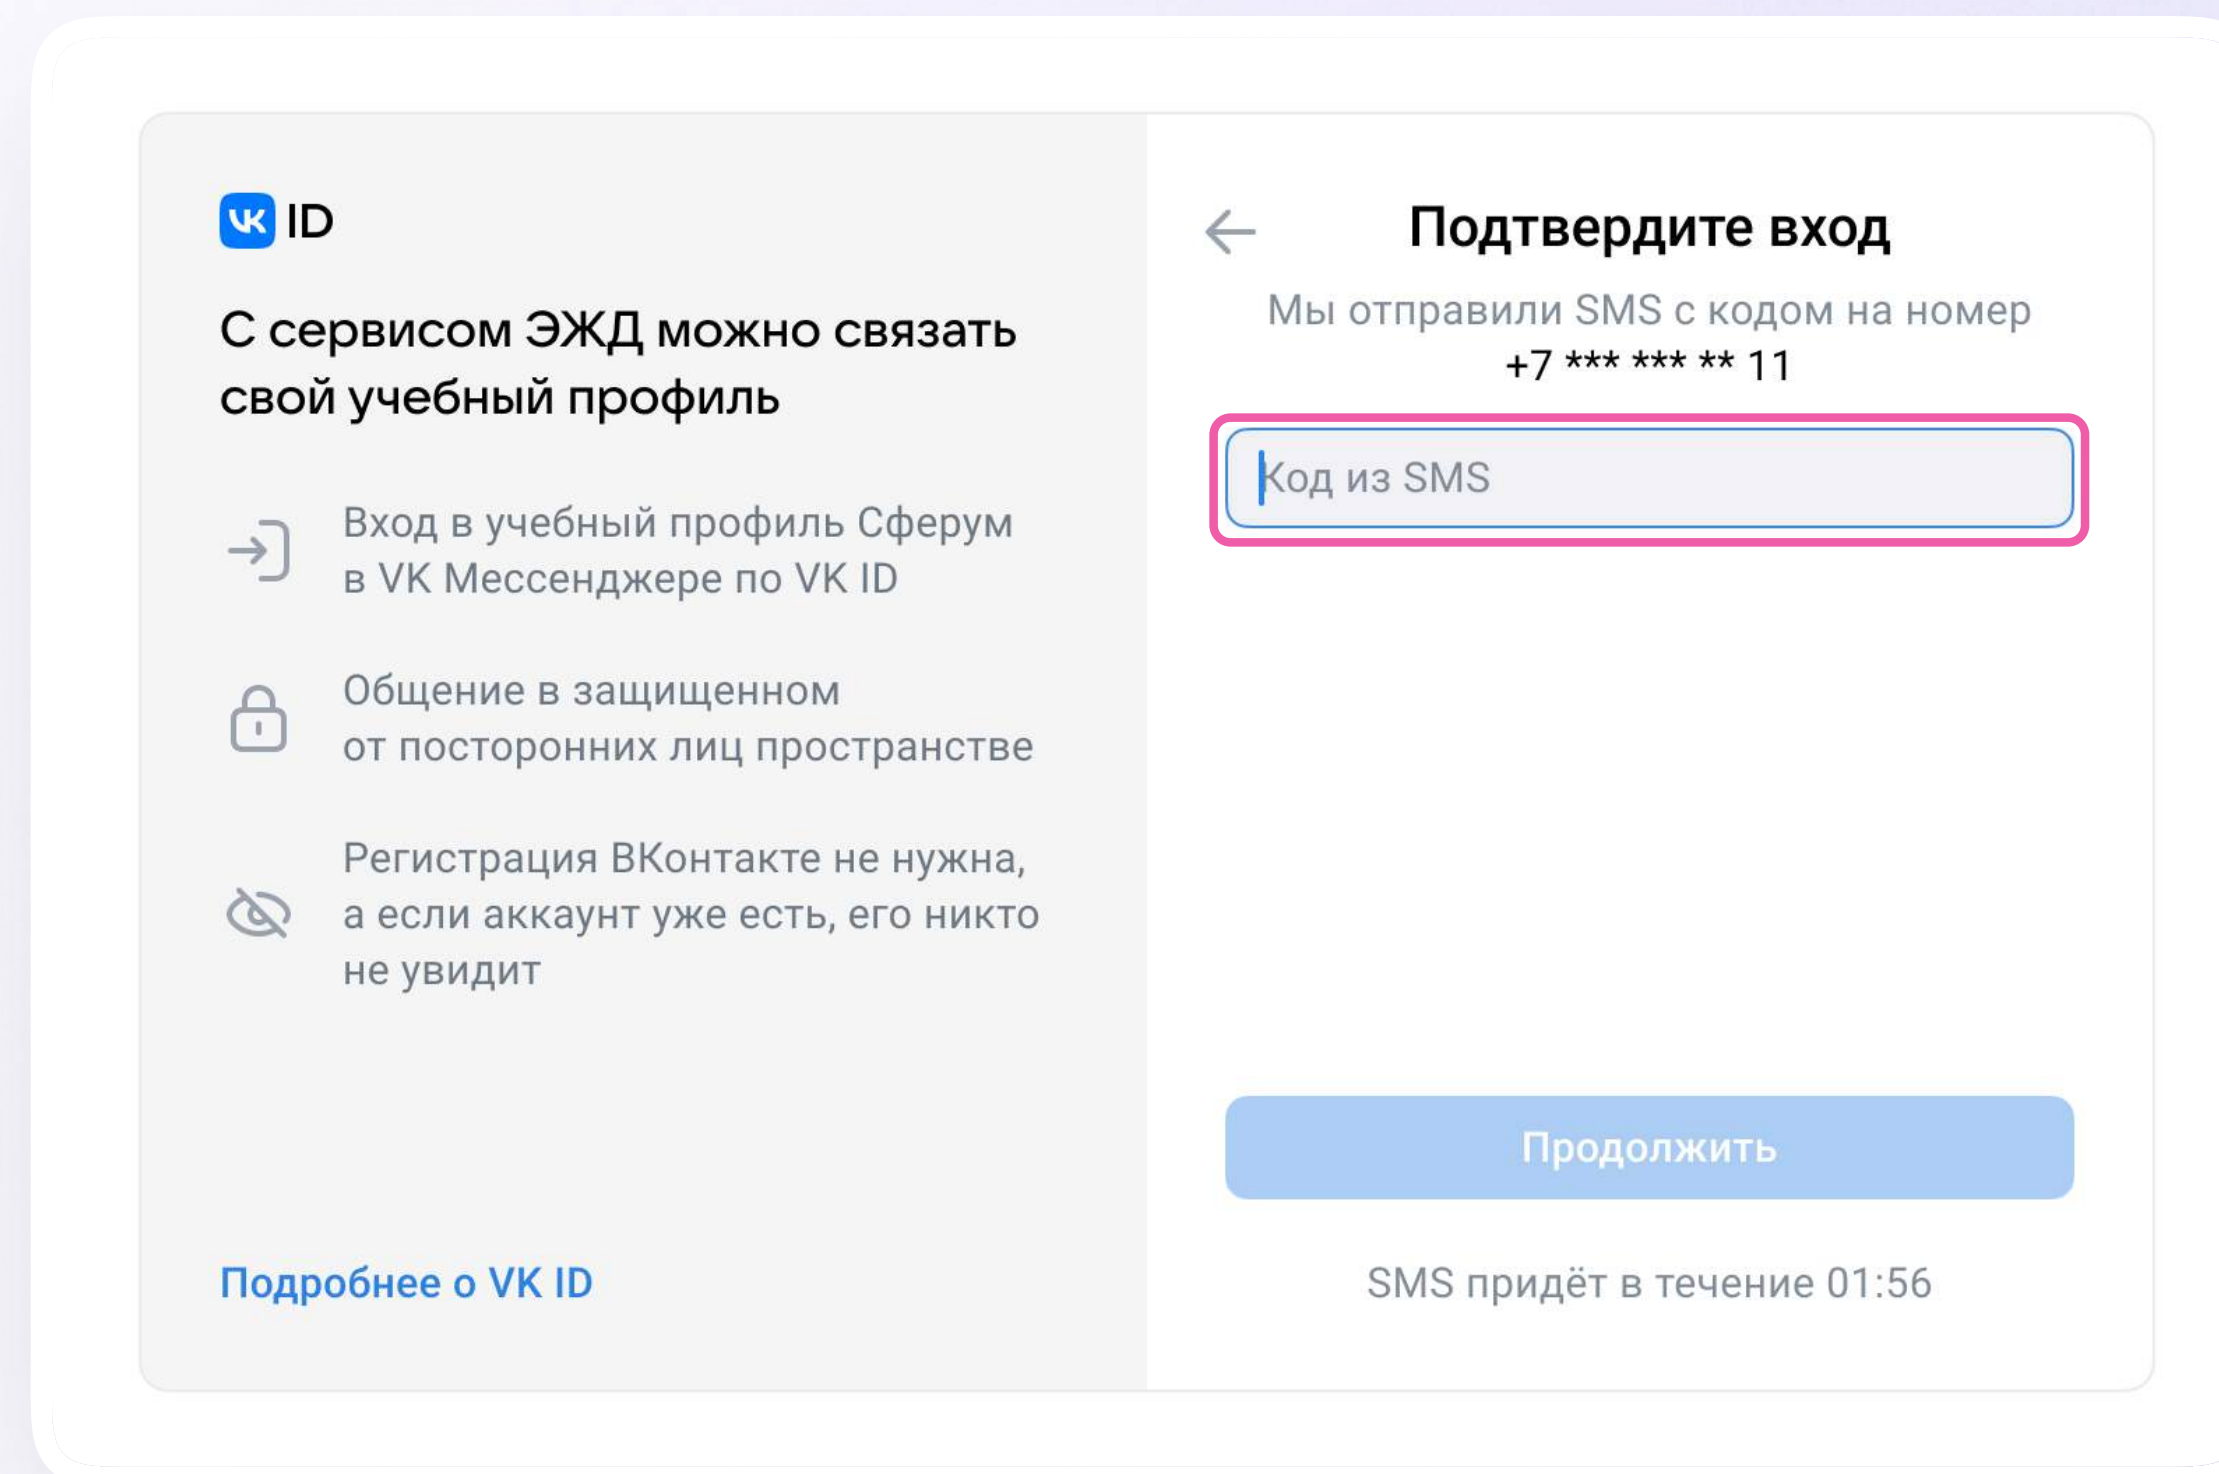 VK ID
С сервисом ЭЖД можно связать
свой учебный профиль
Вход в учебный профиль Сферум
в VK Мессенджере по VK ID
Общение в защищенном
от посторонних лиц пространстве
Регистрация ВКонтакте не нужна,
а если аккаунт уже есть, его никто
не увидит
Подробнее о VK ID
Подтвердите вход
Мы отправили SMS с кодом на номер
+7 *** *** ** 11
Код из SMS
Продолжить
SMS придёт в течение 01:56